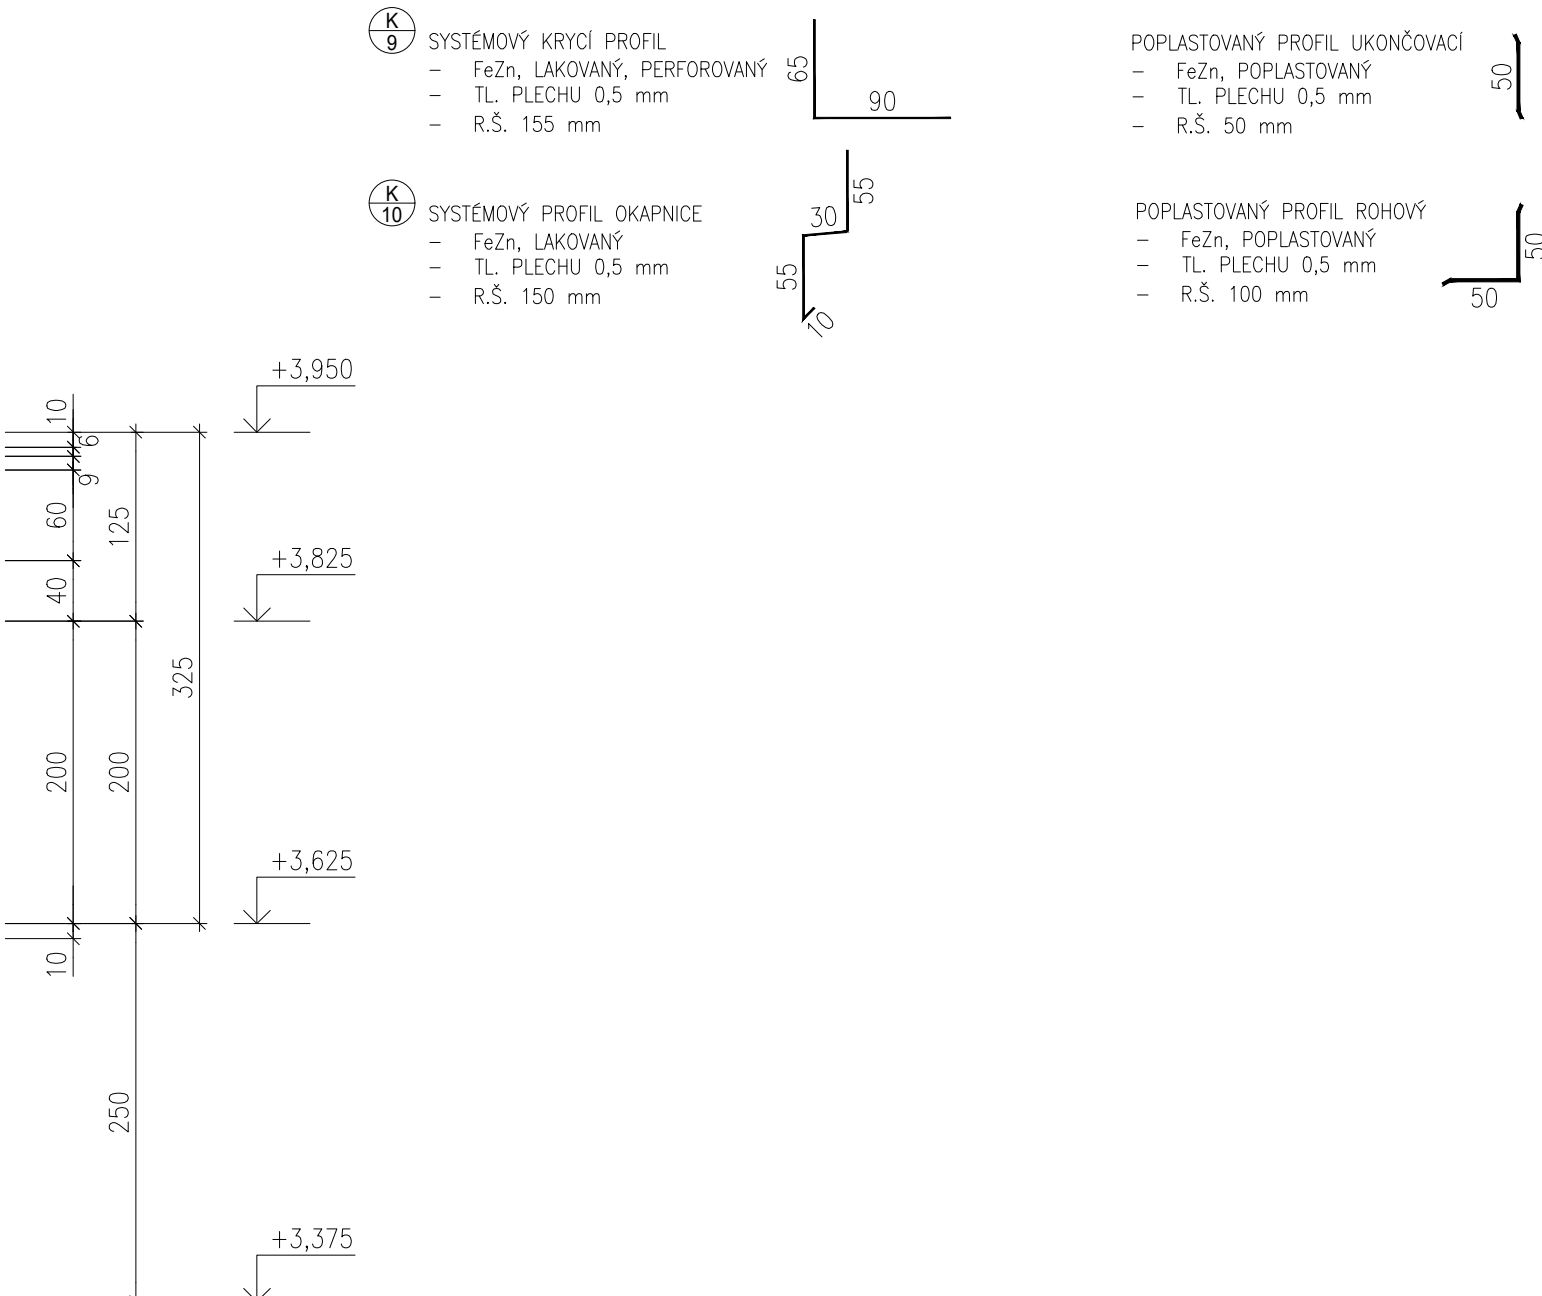 K
9
SYSTÉMOVÝ KRYCÍ PROFIL
- FeZn, LAKOVANÝ, PERFOROVANÝ
- TL. PLECHU 0,5 mm
- R.Š. 155 mm
65
90
POPLASTOVANÝ PROFIL UKONČOVACÍ
- FeZn, POPLASTOVANÝ
- TL. PLECHU 0,5 mm
- R.Š. 50 mm
50
K
10
SYSTÉMOVÝ PROFIL OKAPNICE
- FeZn, LAKOVANÝ
- TL. PLECHU 0,5 mm
- R.Š. 150 mm
55
30
55
10
POPLASTOVANÝ PROFIL ROHOVÝ
- FeZn, POPLASTOVANÝ
- TL. PLECHU 0,5 mm
- R.Š. 100 mm
50
50
+3,950
10
6
9
60
125
+3,825
40
325
200
200
+3,625
10
250
+3,375